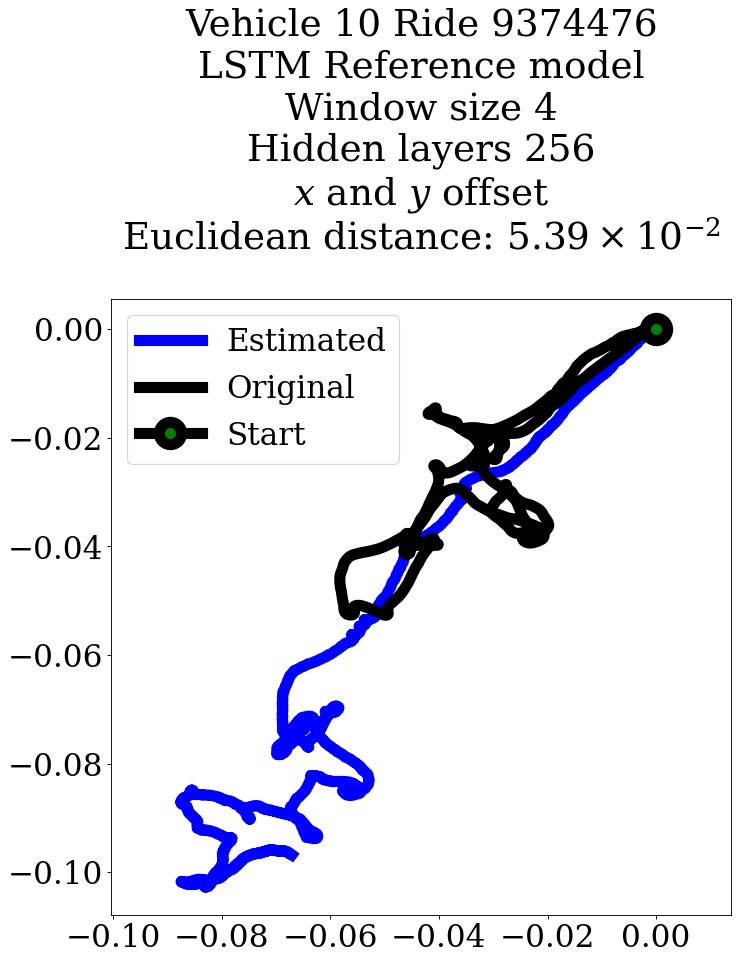 Vehicle 10 Ride 9374476
LSTM Reference model
Window size 4
Hidden layers 256
x and y offset
Euclidean distance: 5.39 × 10⁻²
Estimated
Original
Start
0.00
−0.02
−0.04
−0.06
−0.08
−0.10
−0.10 −0.08 −0.06 −0.04 −0.02 0.00